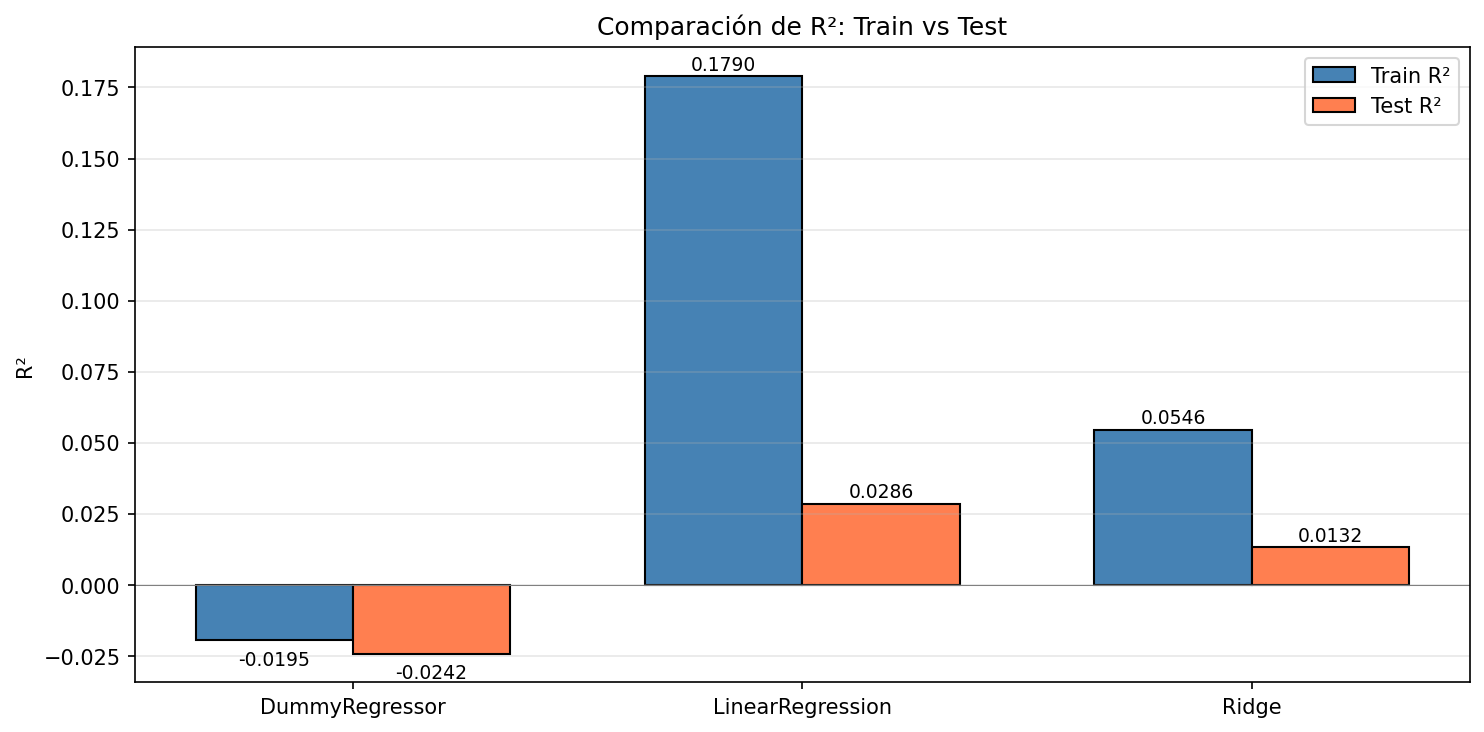 Comparación de R²: Train vs Test
Train R²
Test R²
R²
0.175
0.150
0.125
0.100
0.075
0.050
0.025
0.000
−0.025
-0.0195
-0.0242
0.1790
0.0286
0.0546
0.0132
DummyRegressor
LinearRegression
Ridge